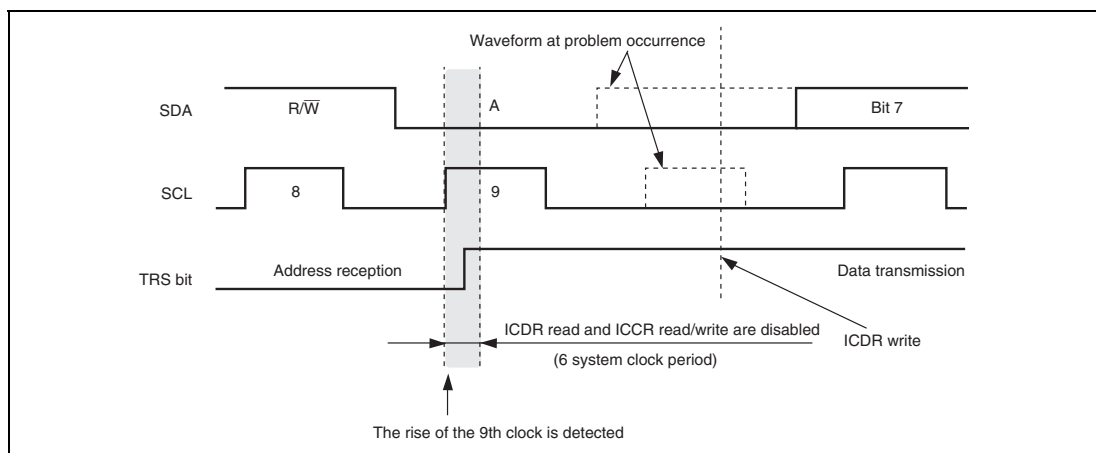 Waveform at problem occurrence
SDA
R/W̅
A
Bit 7
SCL
8
9
TRS bit
Address reception
Data transmission
ICDR read and ICCR read/write are disabled
(6 system clock period)
ICDR write
The rise of the 9th clock is detected